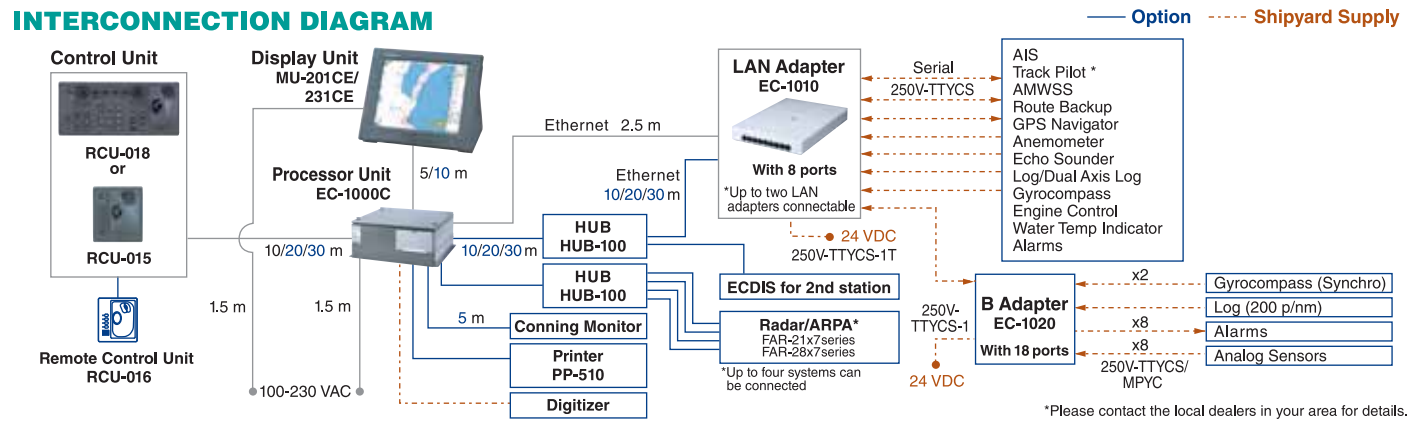 INTERCONNECTION DIAGRAM
Option
Shipyard Supply
Control Unit
RCU-018
or
RCU-015
Remote Control Unit
RCU-016
Display Unit
MU-201CE/
231CE
5/10 m
Processor Unit
EC-1000C
10/20/30 m
1.5 m
1.5 m
100-230 VAC
Ethernet 2.5 m
Ethernet
10/20/30 m
10/20/30 m
HUB
HUB-100
HUB
HUB-100
5 m
Conning Monitor
Printer
PP-510
Digitizer
LAN Adapter
EC-1010
With 8 ports
*Up to two LAN
adapters connectable
24 VDC
250V-TTYCS-1T
ECDIS for 2nd station
Radar/ARPA*
FAR-21x7series
FAR-28x7series
*Up to four systems can
be connected
Serial
250V-TTYCS
AIS
Track Pilot *
AMWSS
Route Backup
GPS Navigator
Anemometer
Echo Sounder
Log/Dual Axis Log
Gyrocompass
Engine Control
Water Temp Indicator
Alarms
B Adapter
EC-1020
With 18 ports
250V-
TTYCS-1
24 VDC
x2
x8
x8
250V-TTYCS/
MPYC
Gyrocompass (Synchro)
Log (200 p/nm)
Alarms
Analog Sensors
*Please contact the local dealers in your area for details.